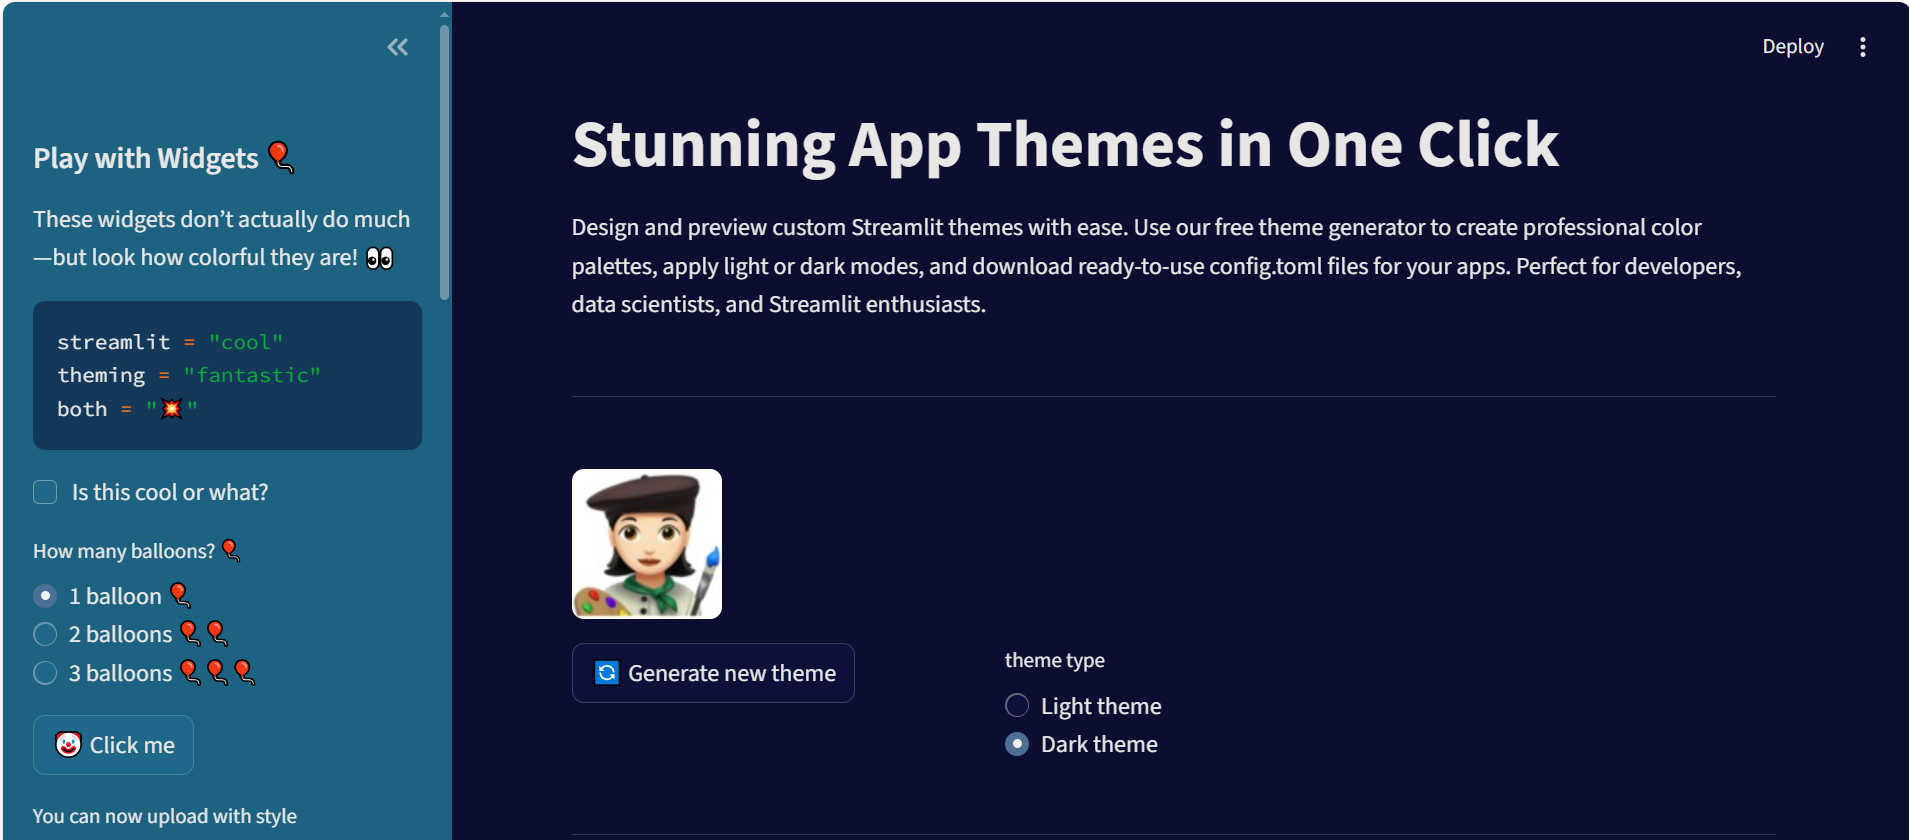 Play with Widgets 🎈
These widgets don’t actually do much
—but look how colorful they are! 👀
streamlit = "cool"
theming = "fantastic"
both = "💥"
Is this cool or what?
How many balloons? 🎈
1 balloon 🎈
2 balloons 🎈🎈
3 balloons 🎈🎈🎈
🤡 Click me
You can now upload with style
Deploy
Stunning App Themes in One Click
Design and preview custom Streamlit themes with ease. Use our free theme generator to create professional color
palettes, apply light or dark modes, and download ready-to-use config.toml files for your apps. Perfect for developers,
data scientists, and Streamlit enthusiasts.
🔄 Generate new theme
theme type
Light theme
Dark theme